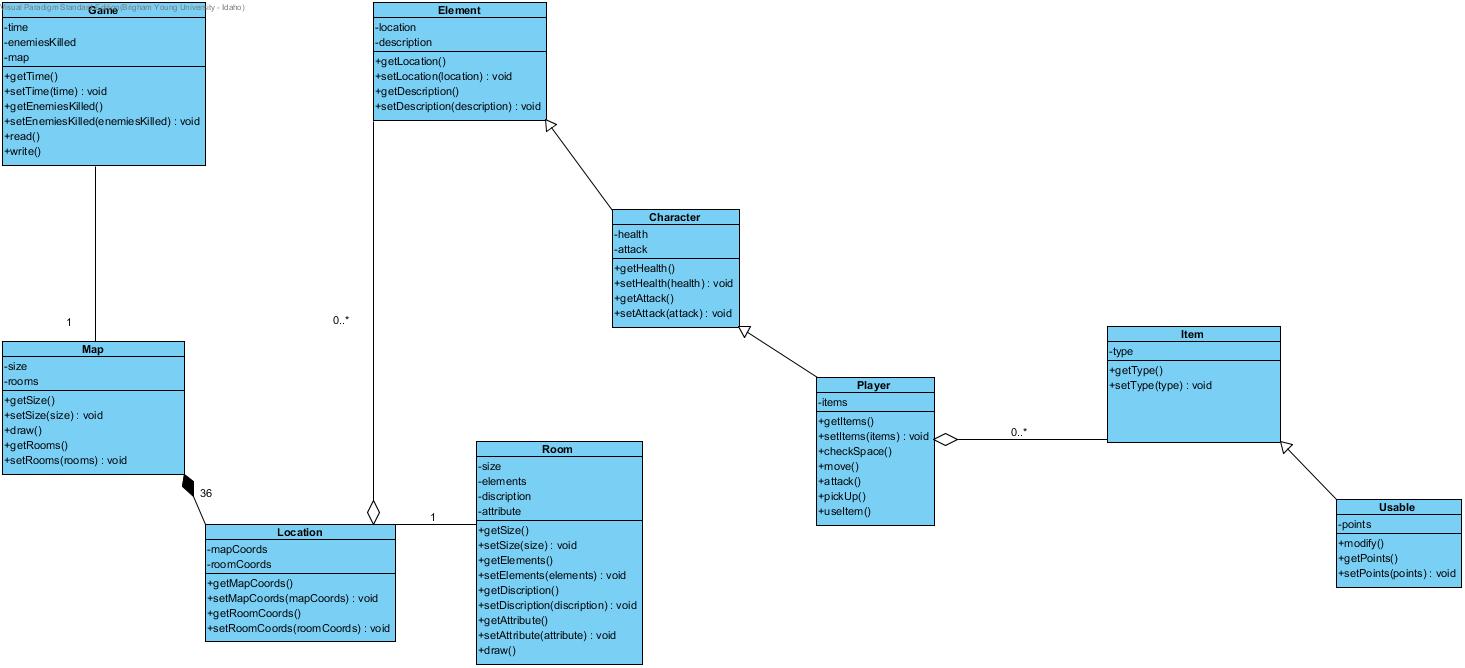 Visual Paradigm Standard Edition(Brigham Young University - Idaho)
Game
-time
-enemiesKilled
-map
+getTime()
+setTime(time) : void
+getEnemiesKilled()
+setEnemiesKilled(enemiesKilled) : void
+read()
+write()
Element
-location
-description
+getLocation()
+setLocation(location) : void
+getDescription()
+setDescription(description) : void
Character
-health
-attack
+getHealth()
+setHealth(health) : void
+getAttack()
+setAttack(attack) : void
1
0..*
Map
-size
-rooms
+getSize()
+setSize(size) : void
+draw()
+getRooms()
+setRooms(rooms) : void
Player
-items
+getItems()
+setItems(items) : void
+checkSpace()
+move()
+attack()
+pickUp()
+useItem()
0..*
Item
-type
+getType()
+setType(type) : void
36
Location
-mapCoords
-roomCoords
+getMapCoords()
+setMapCoords(mapCoords) : void
+getRoomCoords()
+setRoomCoords(roomCoords) : void
1
Room
-size
-elements
-discription
-attribute
+getSize()
+setSize(size) : void
+getElements()
+setElements(elements) : void
+getDiscription()
+setDiscription(discription) : void
+getAttribute()
+setAttribute(attribute) : void
+draw()
Usable
-points
+modify()
+getPoints()
+setPoints(points) : void